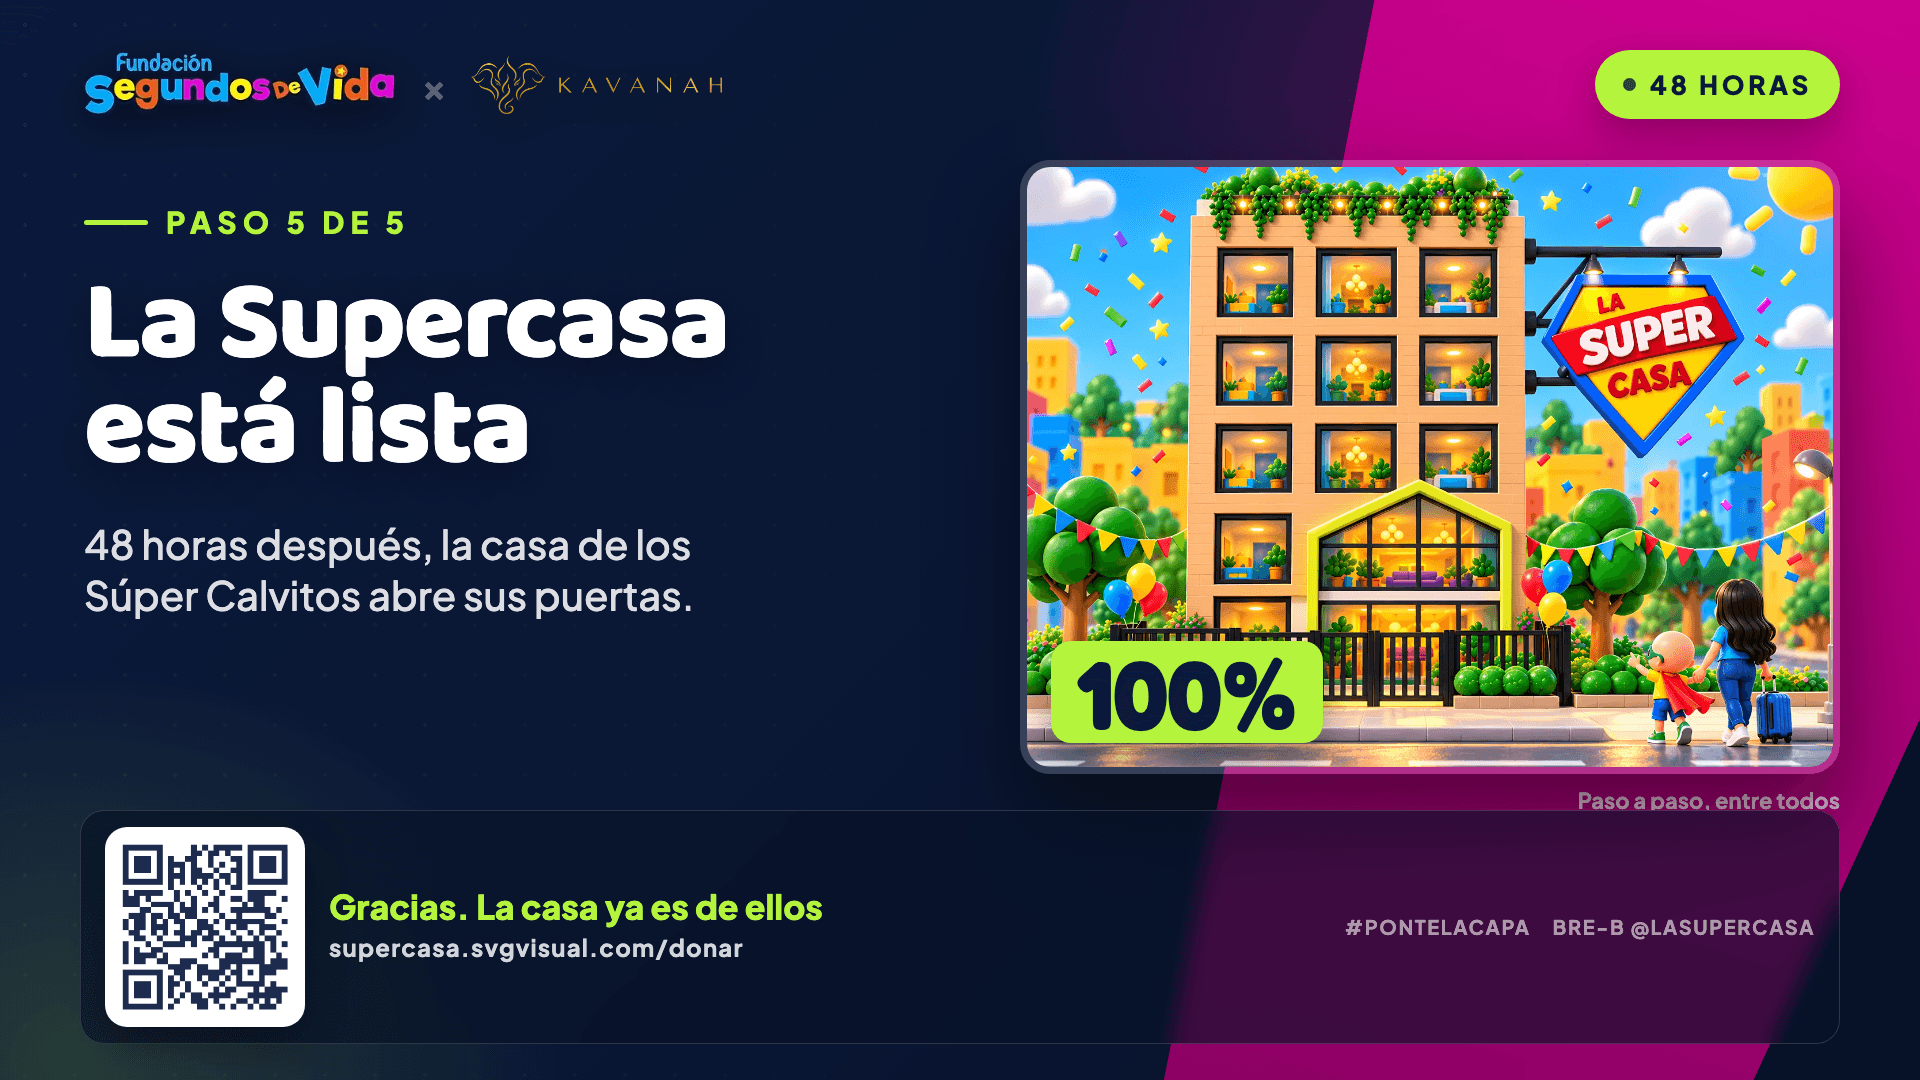 Fundación
Segundos DE Vida × KAVANAH
48 HORAS
PASO 5 DE 5
La Supercasa
está lista
48 horas después, la casa de los
Súper Calvitos abre sus puertas.
LA
SUPER
CASA
100%
Paso a paso, entre todos
Gracias. La casa ya es de ellos
supercasa.svgvisual.com/donar
#PONTELACAPA BRE-B @LASUPERCASA